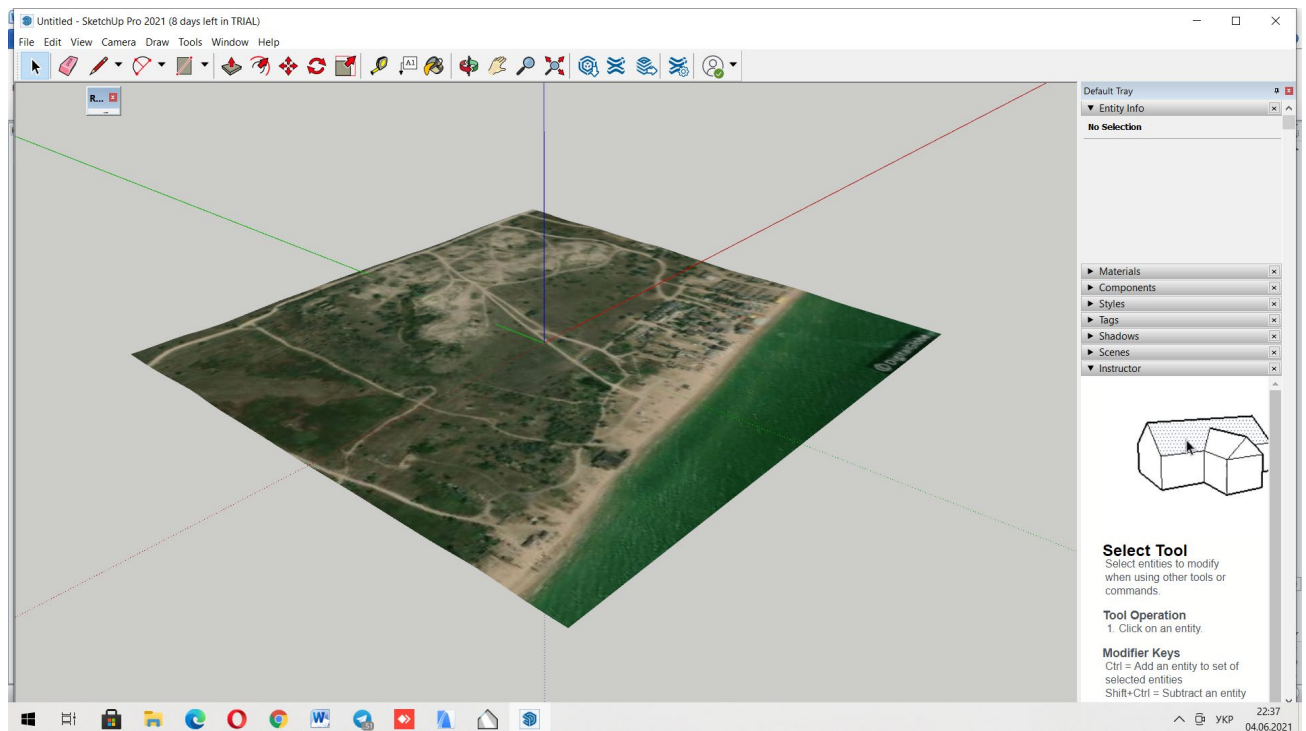 Untitled - SketchUp Pro 2021 (8 days left in TRIAL)
File Edit View Camera Draw Tools Window Help
A1
R...
Default Tray
Entity Info
No Selection
Materials
Components
Styles
Tags
Shadows
Scenes
Instructor
Select Tool
Select entities to modify
when using other tools or
commands.
Tool Operation
1. Click on an entity.
Modifier Keys
Ctrl = Add an entity to set of
selected entities
Shift+Ctrl = Subtract an entity
УКР
22:37
04.06.2021